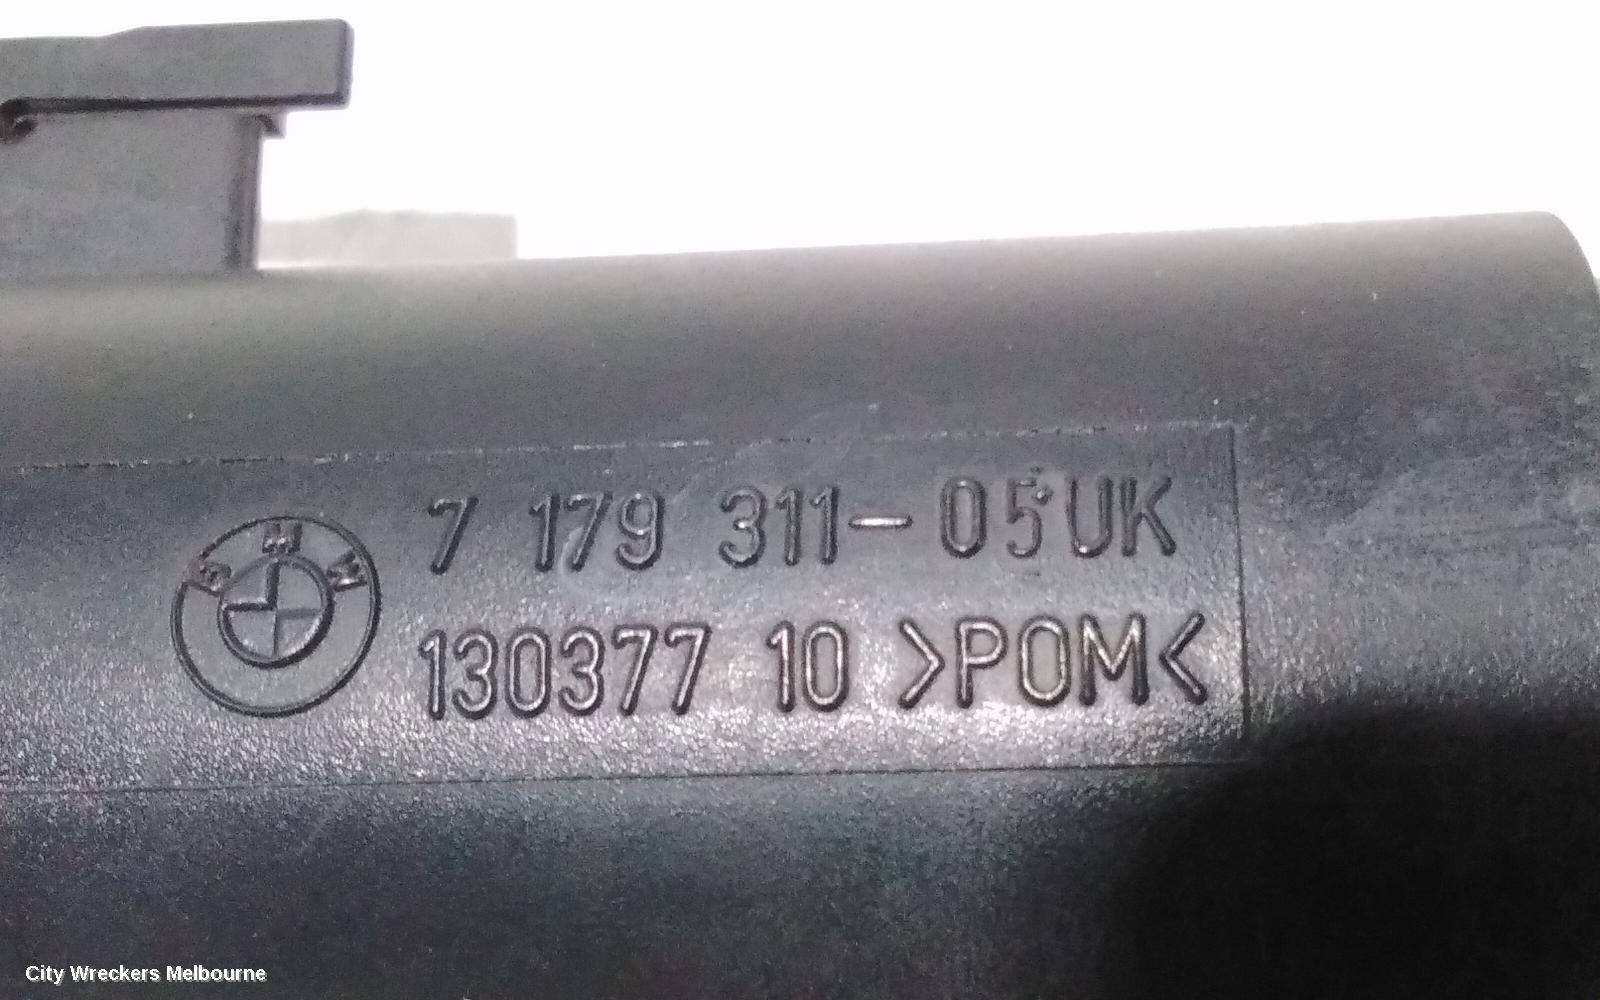 BMW
7 179 311-05 UK
130377 10 >POM<
City Wreckers Melbourne